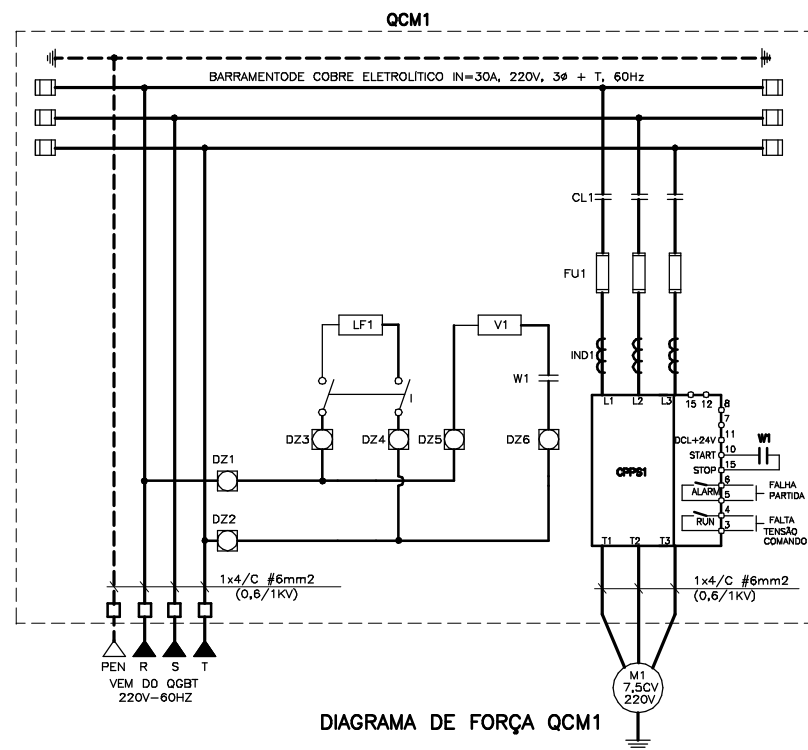 QCM1
BARRAMENTODE COBRE ELETROLÍTICO IN=30A, 220V, 3ø + T, 60Hz
CL1
FU1
LF1
V1
IND1
W1
I
DZ3
DZ4
DZ5
DZ6
DZ1
DZ2
L1
L2
L3
15
12
8
7
DCL+24V
11
START
10
W1
STOP
15
CPPS1
6
ALARM
5
FALHA
PARTIDA
4
RUN
3
FALTA
TENSÃO
COMANDO
T1
T2
T3
1x4/C #6mm2
(0,6/1KV)
1x4/C #6mm2
(0,6/1KV)
PEN
R
S
T
VEM DO QGBT
220V-60HZ
M1
7,5CV
220V
DIAGRAMA DE FORÇA QCM1